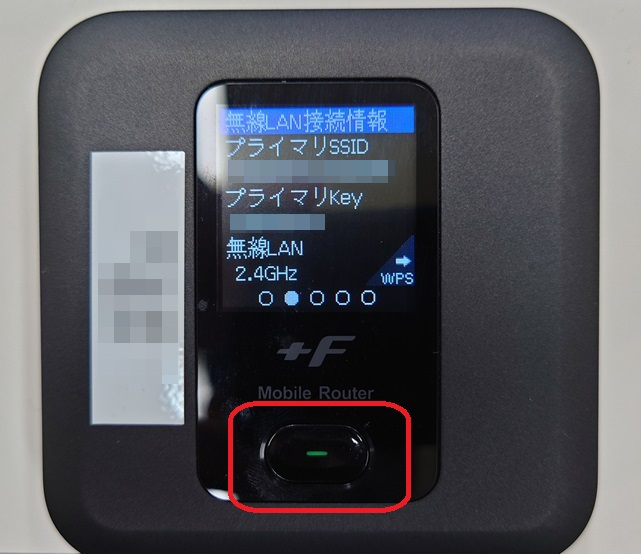 無線LAN接続情報
プライマリSSID
プライマリKey
無線LAN
2.4GHz
WPS
+F
Mobile Router